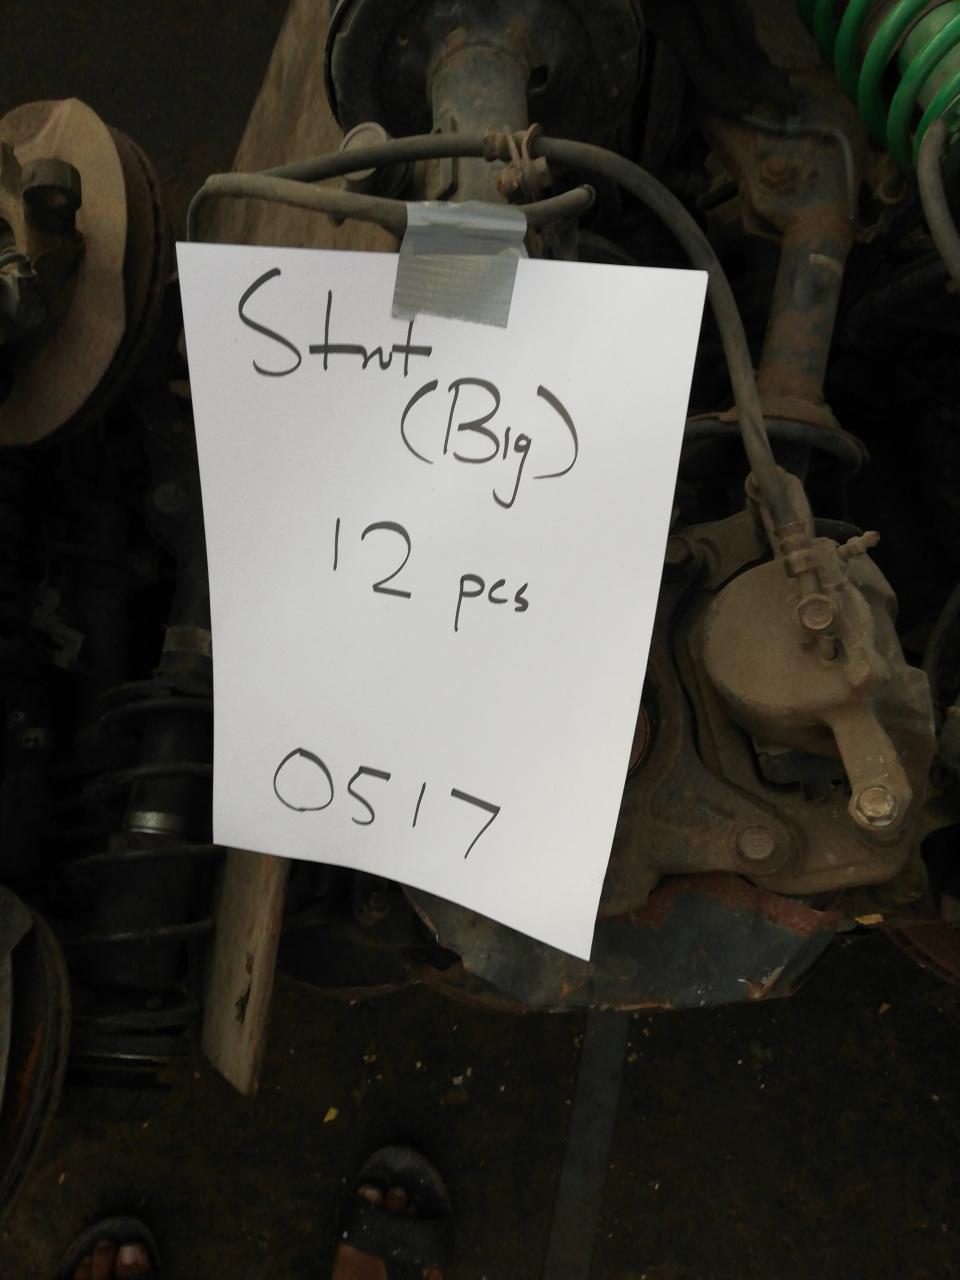 Strut
(Big)
12 pcs
0517